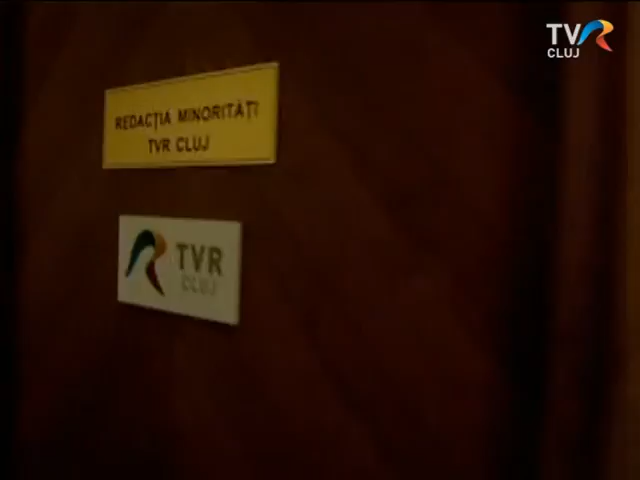 TVR
CLUJ
REDACȚIA MINORITĂȚI
TVR CLUJ
TVR
CLUJ